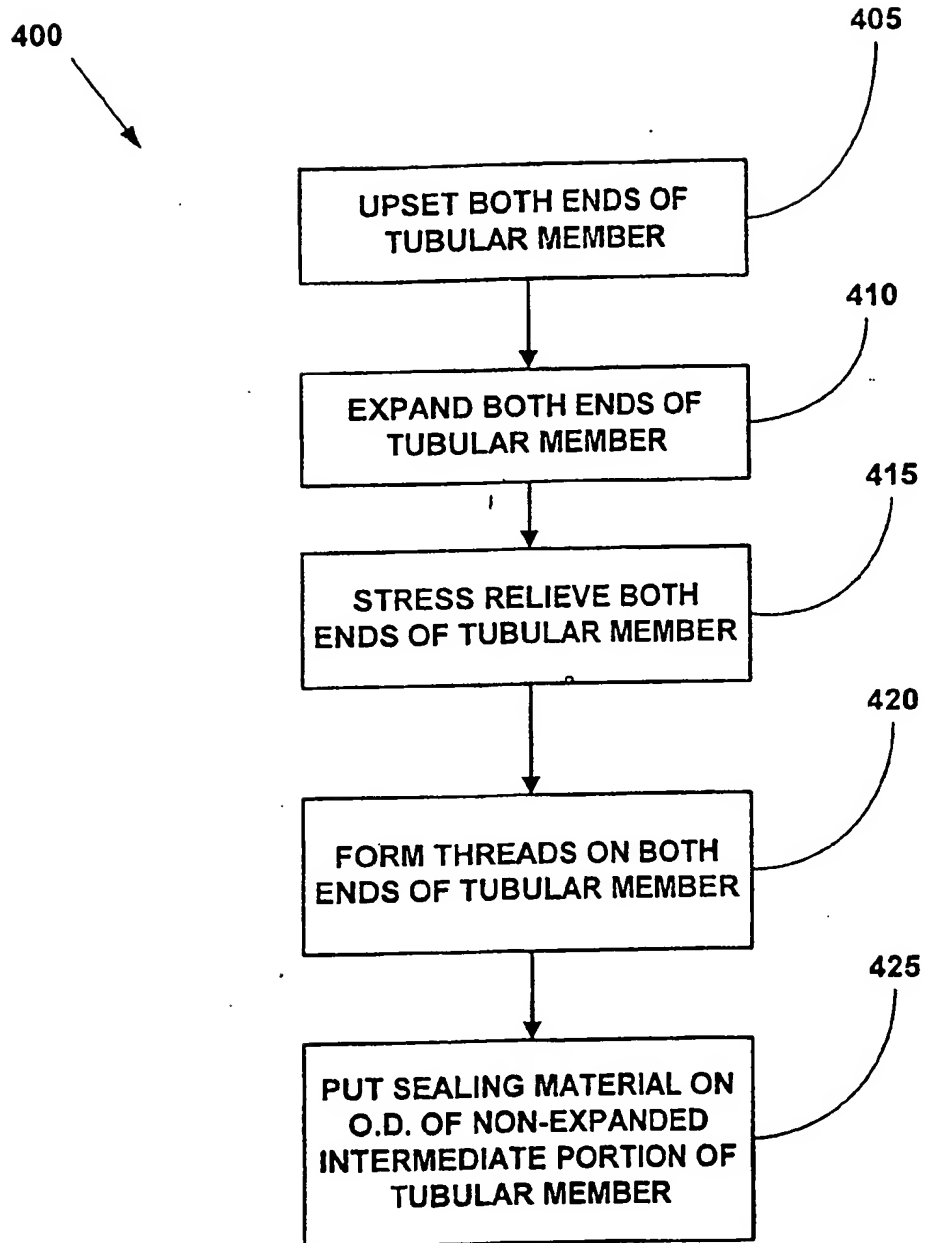 400
405
UPSET BOTH ENDS OF
TUBULAR MEMBER
410
EXPAND BOTH ENDS OF
TUBULAR MEMBER
415
STRESS RELIEVE BOTH
ENDS OF TUBULAR MEMBER
420
FORM THREADS ON BOTH
ENDS OF TUBULAR MEMBER
425
PUT SEALING MATERIAL ON
O.D. OF NON-EXPANDED
INTERMEDIATE PORTION OF
TUBULAR MEMBER